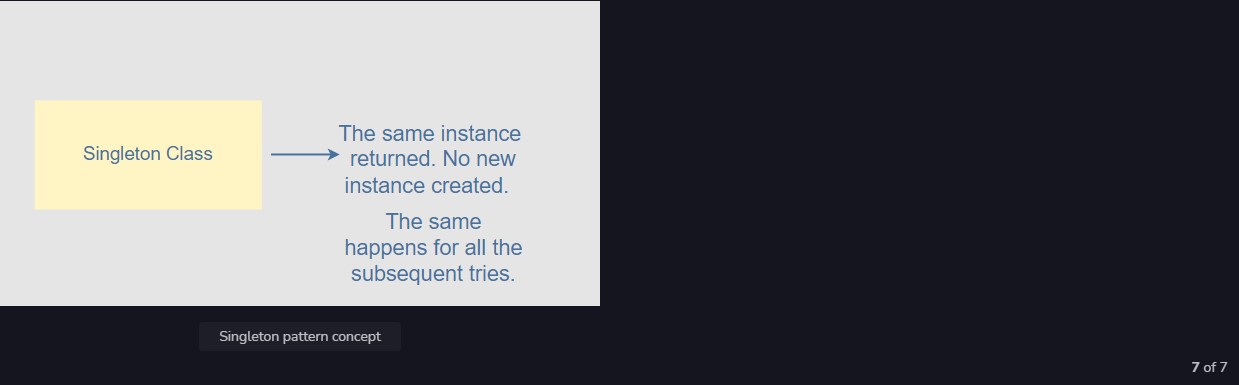 Singleton Class
The same instance
returned. No new
instance created.
The same
happens for all the
subsequent tries.
Singleton pattern concept
7 of 7